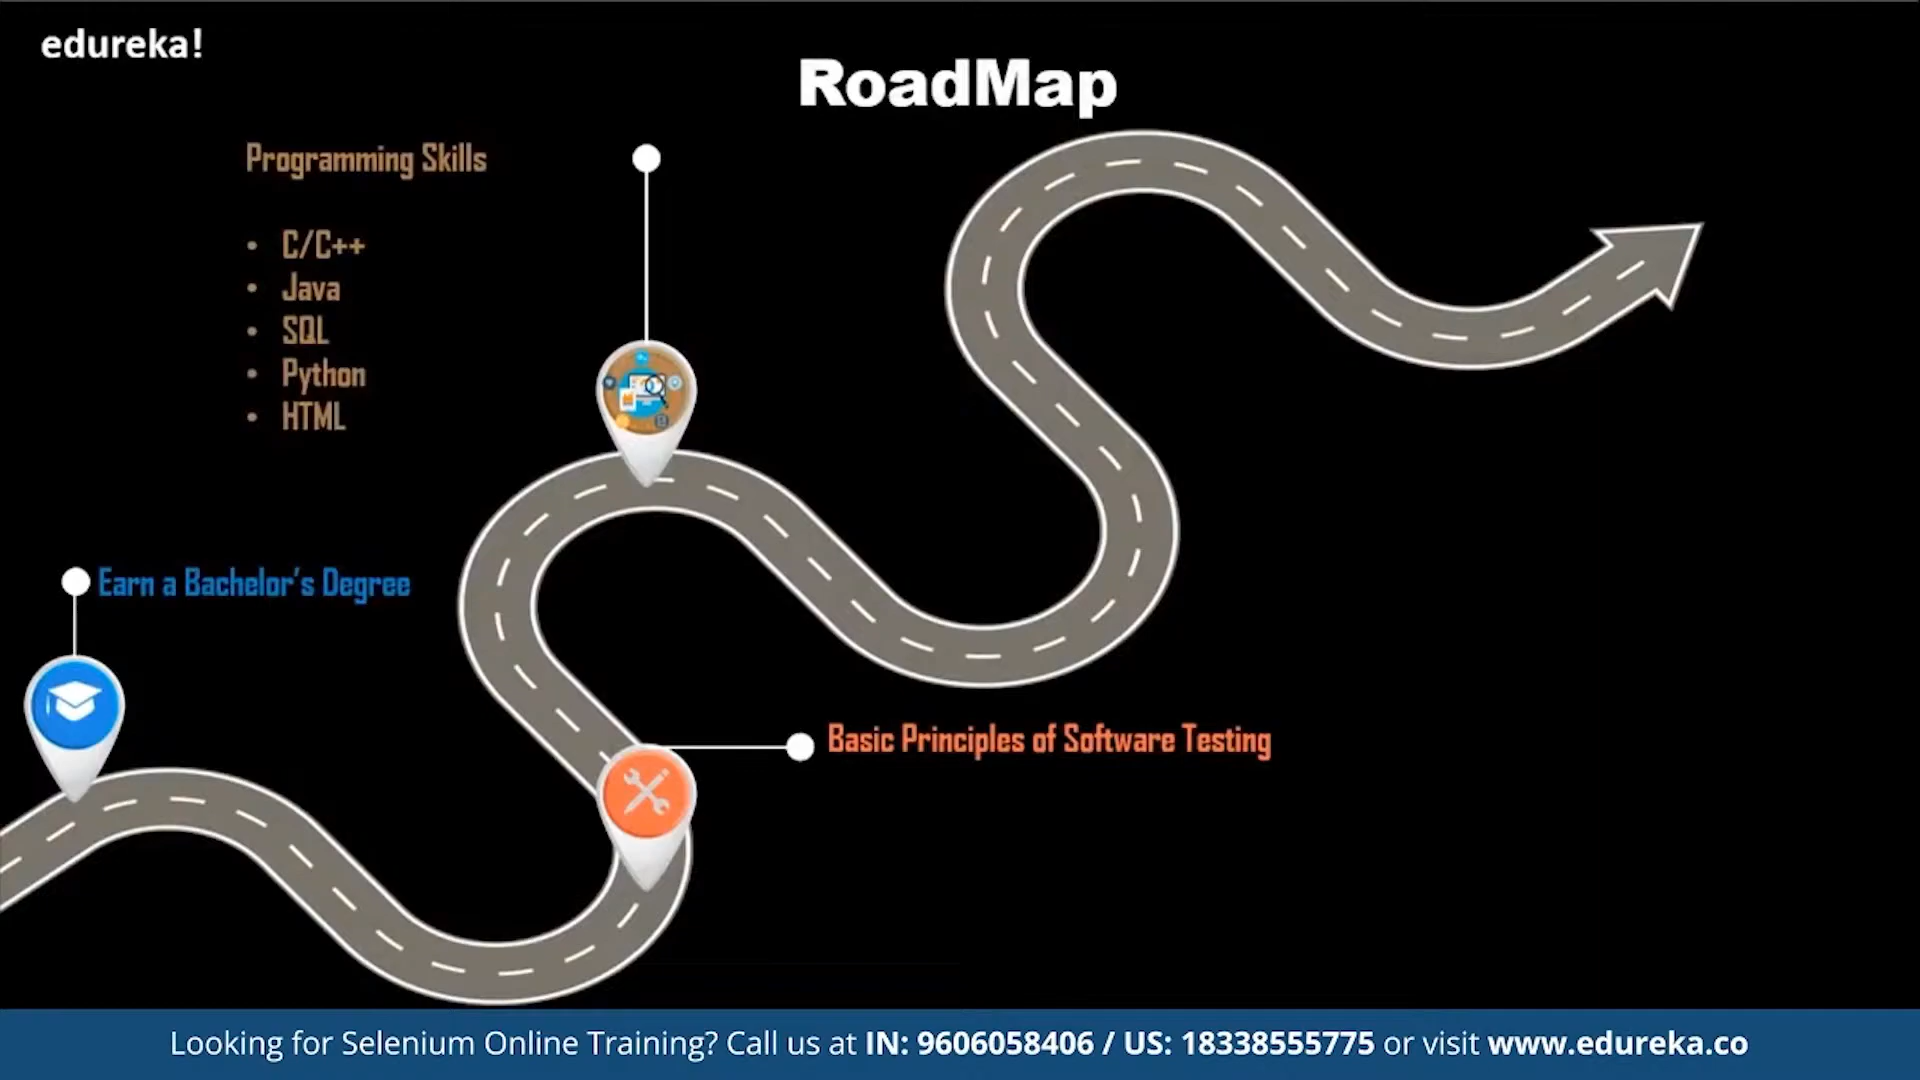 edureka!
RoadMap
Programming Skills
• C/C++
• Java
• SQL
• Python
• HTML
Earn a Bachelor's Degree
Basic Principles of Software Testing
Looking for Selenium Online Training? Call us at IN: 9606058406 / US: 18338555775 or visit www.edureka.co